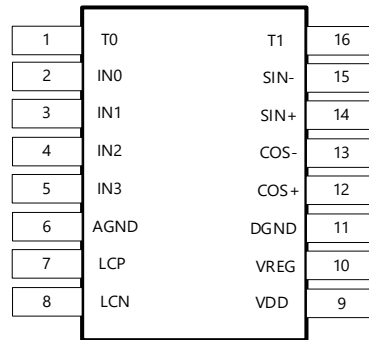 1 T0 T1 16
2 IN0 SIN- 15
3 IN1 SIN+ 14
4 IN2 COS- 13
5 IN3 COS+ 12
6 AGND DGND 11
7 LCP VREG 10
8 LCN VDD 9